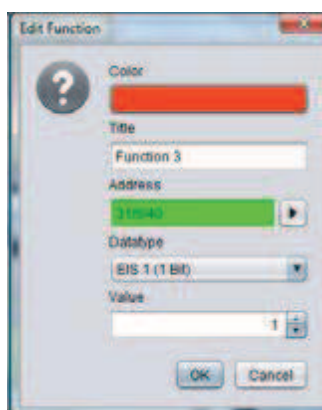 Edit Function
?
Color
Title
Function 3
Address
Datatype
EIS 1 (1 Bit)
Value
1
OK
Cancel